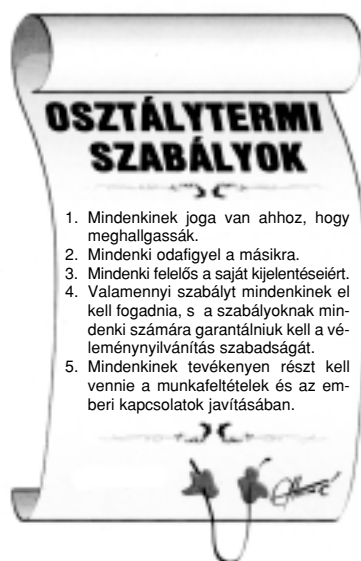 OSZTÁLYTERMI
SZABÁLYOK
1. Mindenkinek joga van ahhoz, hogy
meghallgassák.
2. Mindenki odafigyel a másikra.
3. Mindenki felelős a saját kijelentéseiért.
4. Valamennyi szabályt mindenkinek el
kell fogadnia, s a szabályoknak min-
denki számára garantálniuk kell a vé-
leménynyilvánítás szabadságát.
5. Mindenkinek tevékenyen részt kell
vennie a munkafeltételek és az em-
beri kapcsolatok javításában.